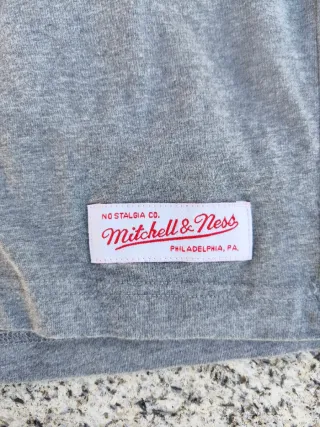 NOSTALGIA CO.
Mitchell & Ness
PHILADELPHIA, PA.